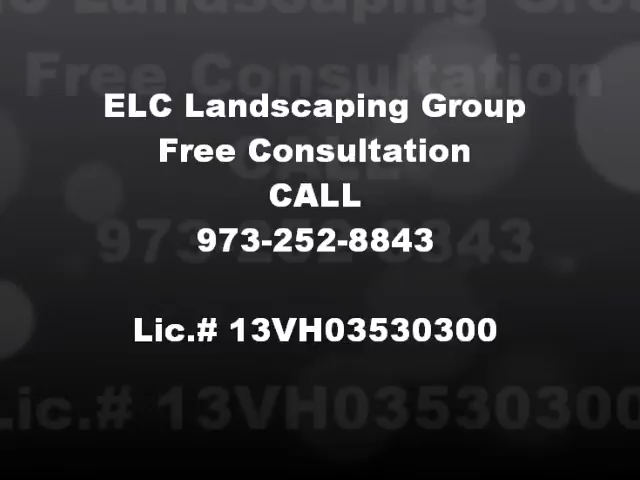 ELC Landscaping Group
Free Consultation
CALL
973-252-8843
Lic.# 13VH03530300